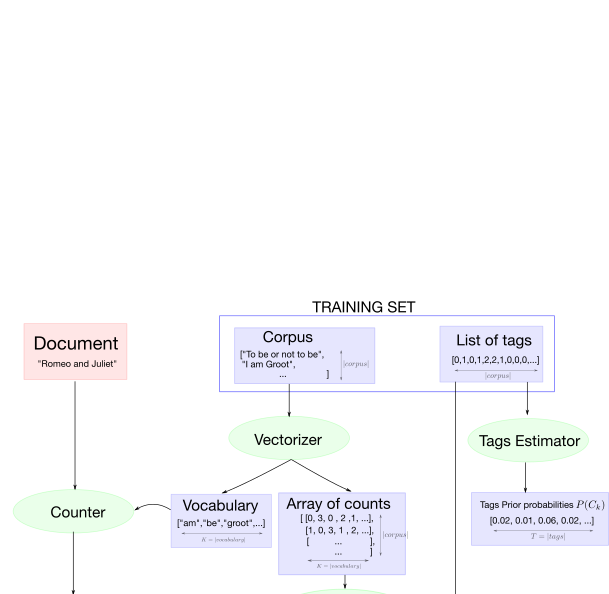 TRAINING SET
Document
"Romeo and Juliet"
Corpus
["To be or not to be",
"I am Groot",
... ]
|corpus|
List of tags
[0,1,0,1,2,2,1,0,0,0,...]
|corpus|
Vectorizer
Tags Estimator
Counter
Vocabulary
["am","be","groot",...]
K = |vocabulary|
Array of counts
[ [0, 3, 0 , 2 ,1, ...],
[1, 0, 3, 1 , 2, ...],
[ ... ],
... ]
|corpus|
K = |vocabulary|
Tags Prior probabilities P(C_k)
[0.02, 0.01, 0.06, 0.02, ...]
T = |tags|